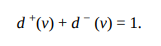 d⁺(v) + d⁻(v) = 1.